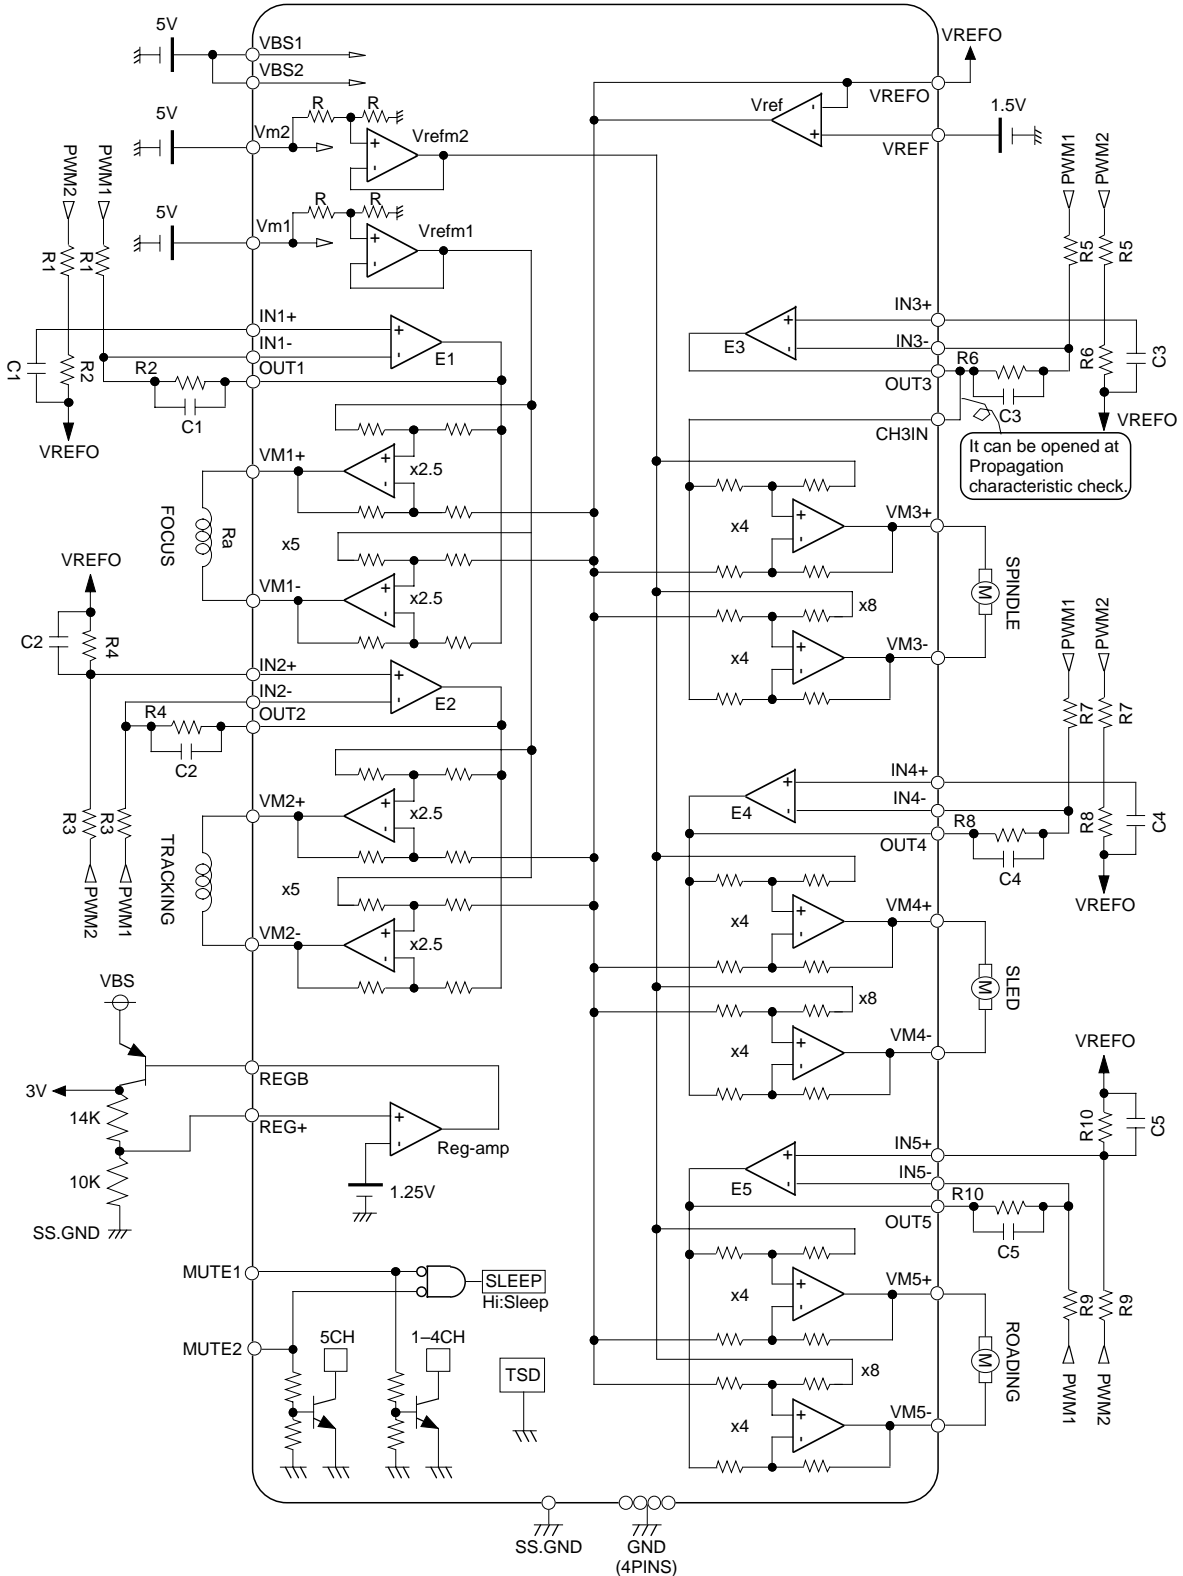 5V
VBS1
VBS2
5V
Vm2
R
R
Vrefm2
5V
Vm1
R
R
Vrefm1
PWM2
PWM1
R1
R1
IN1+
IN1-
OUT1
E1
C1
R2
R2
C1
VREFO
VM1+
x2.5
FOCUS
Ra
x5
VM1-
x2.5
VREFO
C2
R4
IN2+
IN2-
OUT2
E2
R4
C2
R3
R3
PWM2
PWM1
VM2+
x2.5
TRACKING
x5
VM2-
x2.5
VBS
3V
REGB
14K
REG+
Reg-amp
10K
1.25V
SS.GND
MUTE1
SLEEP
Hi:Sleep
MUTE2
5CH
1–4CH
TSD
SS.GND
GND
(4PINS)
VREFO
Vref
VREFO
1.5V
VREF
PWM1
PWM2
R5
R5
IN3+
IN3-
E3
OUT3
R6
R6
C3
C3
VREFO
CH3IN
It can be opened at
Propagation
characteristic check.
x4
VM3+
SPINDLE
x8
x4
VM3-
PWM1
PWM2
R7
R7
IN4+
IN4-
E4
OUT4
R8
R8
C4
C4
VREFO
x4
VM4+
SLED
x8
x4
VM4-
VREFO
R10
C5
IN5+
IN5-
E5
OUT5
R10
C5
R9
R9
PWM1
PWM2
x4
VM5+
ROADING
x8
x4
VM5-